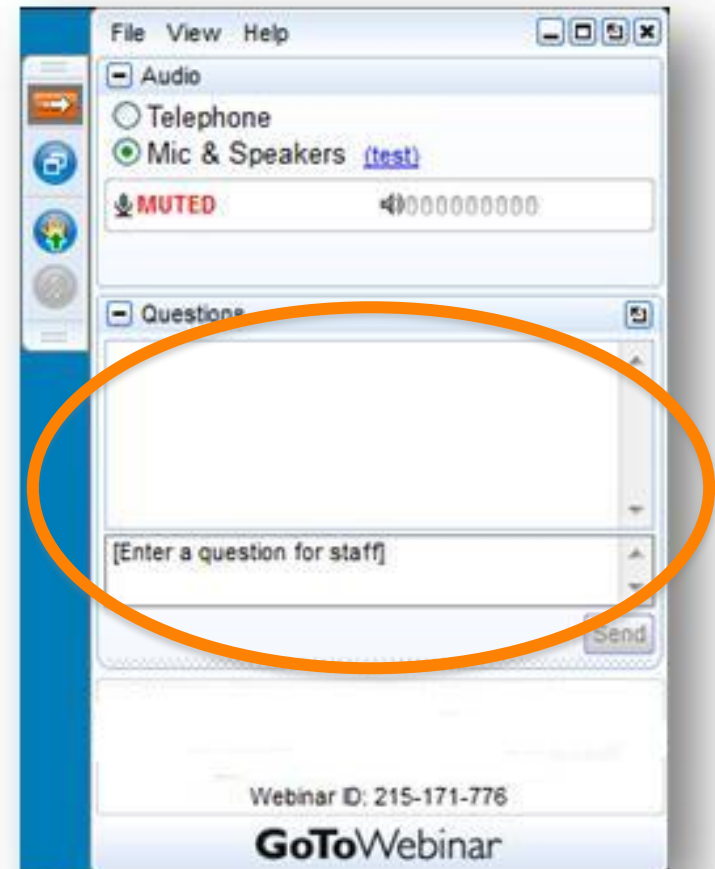 File View Help
Audio
Telephone
Mic & Speakers (test)
MUTED
Questions
[Enter a question for staff]
Send
Webinar ID: 215-171-776
GoToWebinar